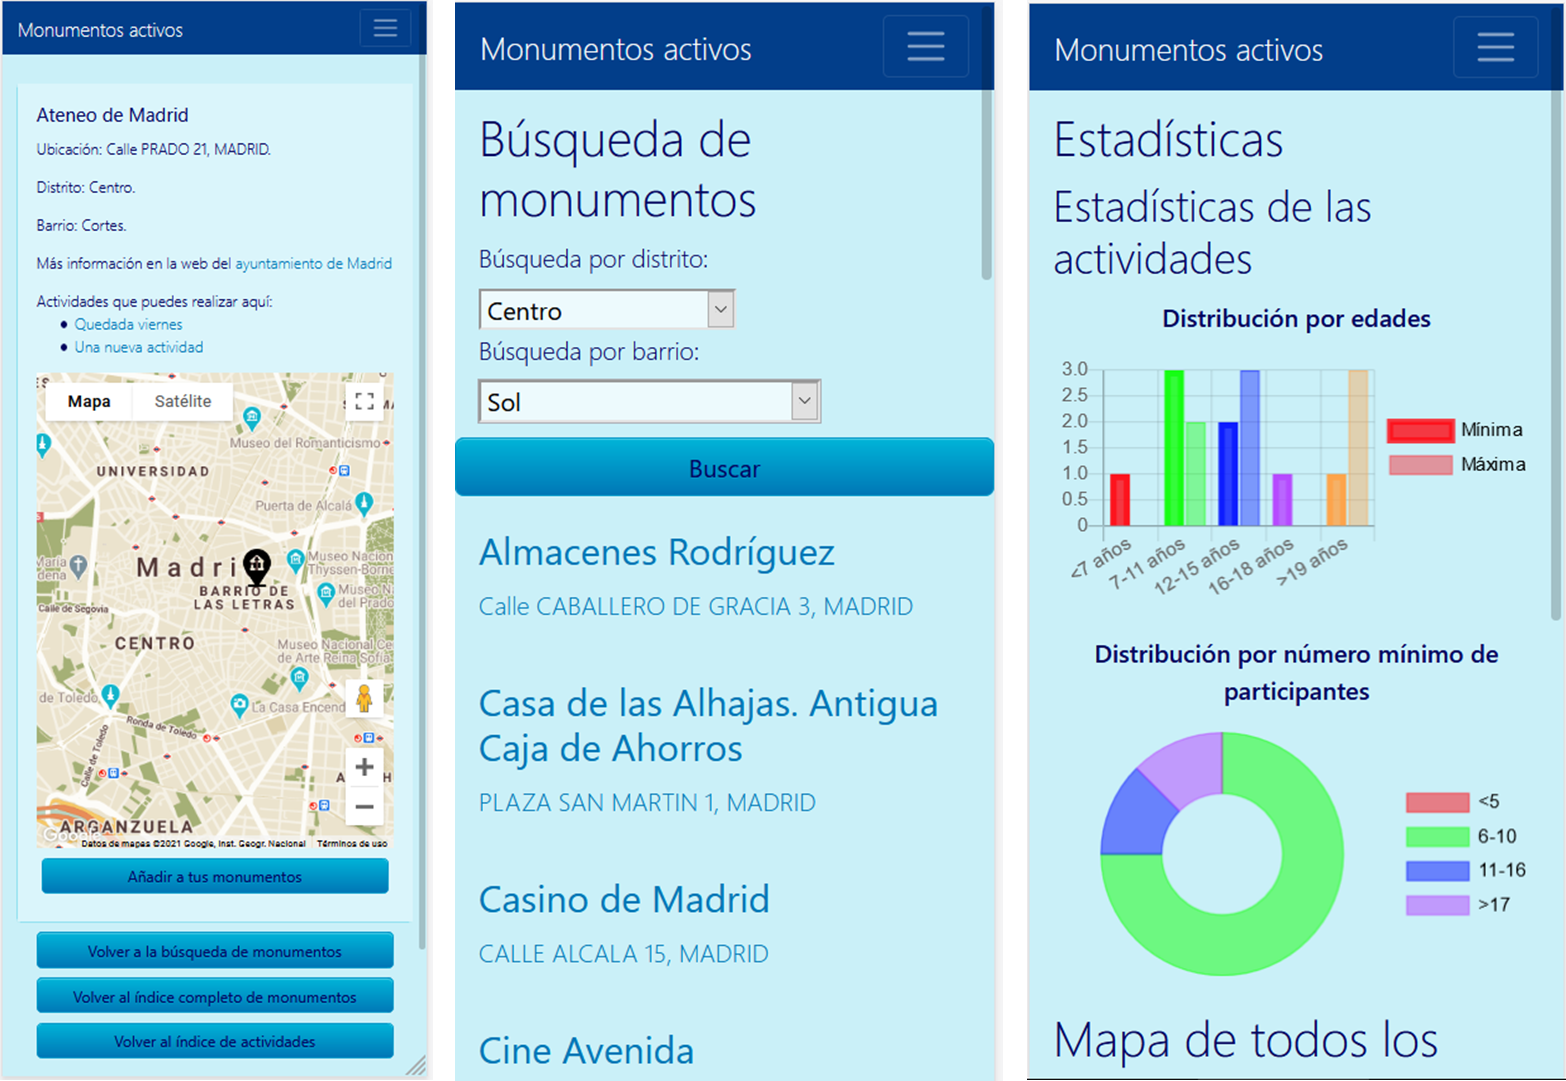 Monumentos activos
Ateneo de Madrid
Ubicación: Calle PRADO 21, MADRID.
Distrito: Centro.
Barrio: Cortes.
Más información en la web del ayuntamiento de Madrid
Actividades que puedes realizar aquí:
Quedada viernes
Una nueva actividad
Mapa
Satélite
Museo del Romanticismo
UNIVERSIDAD
Puerta de Alcalá
María
dena
Madri
Museo Nacion
Thyssen-Borne
BARRIO DE
LAS LETRAS
Museo N
del Prado
Calle de Segovia
CENTRO
Museo Nacional Ce
de Arte Reina Sofía
de Toledo
La Casa Encend
Ronda de Toledo
Calle de Toledo
ARGANZUELA
Google
Datos de mapas ©2021 Google, Inst. Geogr. Nacional
Términos de uso
Añadir a tus monumentos
Volver a la búsqueda de monumentos
Volver al índice completo de monumentos
Volver al índice de actividades
Monumentos activos
Búsqueda de
monumentos
Búsqueda por distrito:
Centro
Búsqueda por barrio:
Sol
Buscar
Almacenes Rodríguez
Calle CABALLERO DE GRACIA 3, MADRID
Casa de las Alhajas. Antigua
Caja de Ahorros
PLAZA SAN MARTIN 1, MADRID
Casino de Madrid
CALLE ALCALA 15, MADRID
Cine Avenida
Monumentos activos
Estadísticas
Estadísticas de las
actividades
Distribución por edades
3.0
2.5
2.0
1.5
1.0
0.5
0
<7 años
7-11 años
12-15 años
16-18 años
>19 años
Mínima
Máxima
Distribución por número mínimo de
participantes
<5
6-10
11-16
>17
Mapa de todos los